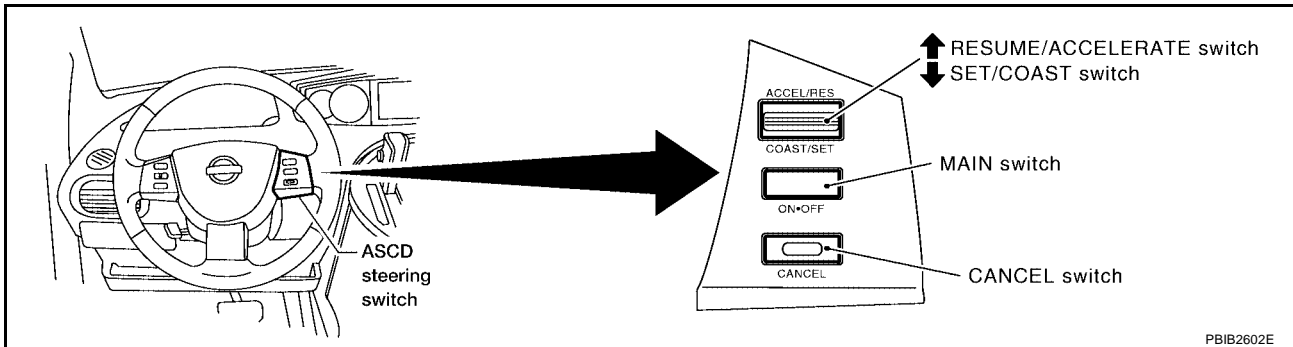 ASCD
steering
switch
RESUME/ACCELERATE switch
SET/COAST switch
ACCEL/RES
COAST/SET
MAIN switch
ON•OFF
CANCEL switch
CANCEL
PBIB2602E